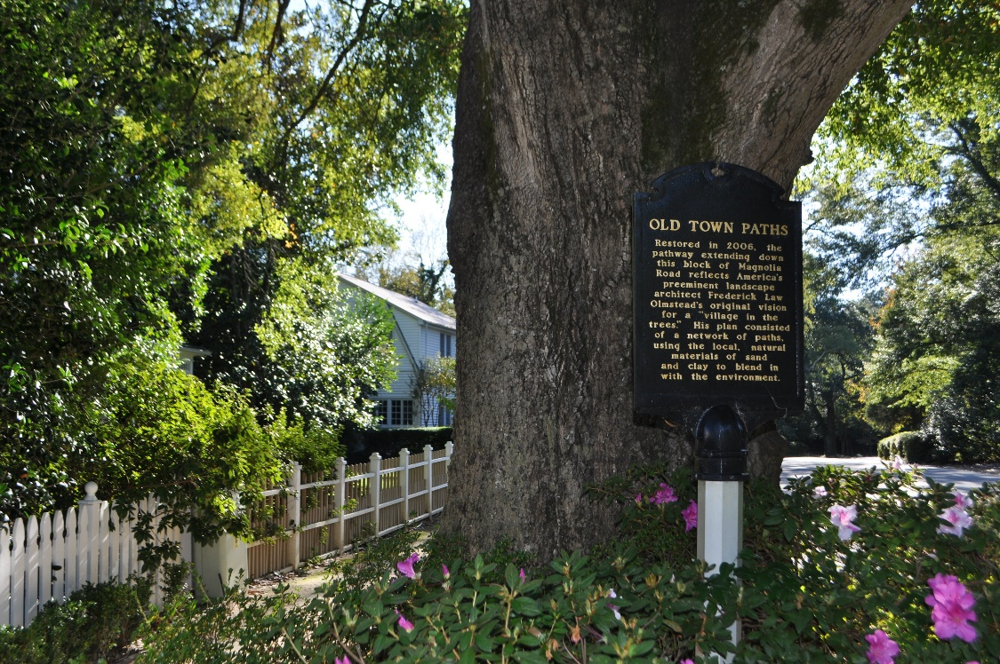 OLD TOWN PATHS
Restored in 2006, the
pathway extending down
this block of Magnolia
Road reflects America's
preeminent landscape
architect Frederick Law
Olmstead's original vision
for a "village in the
trees." His plan consisted
of a network of paths,
using the local, natural
materials of sand
and clay to blend in
with the environment.